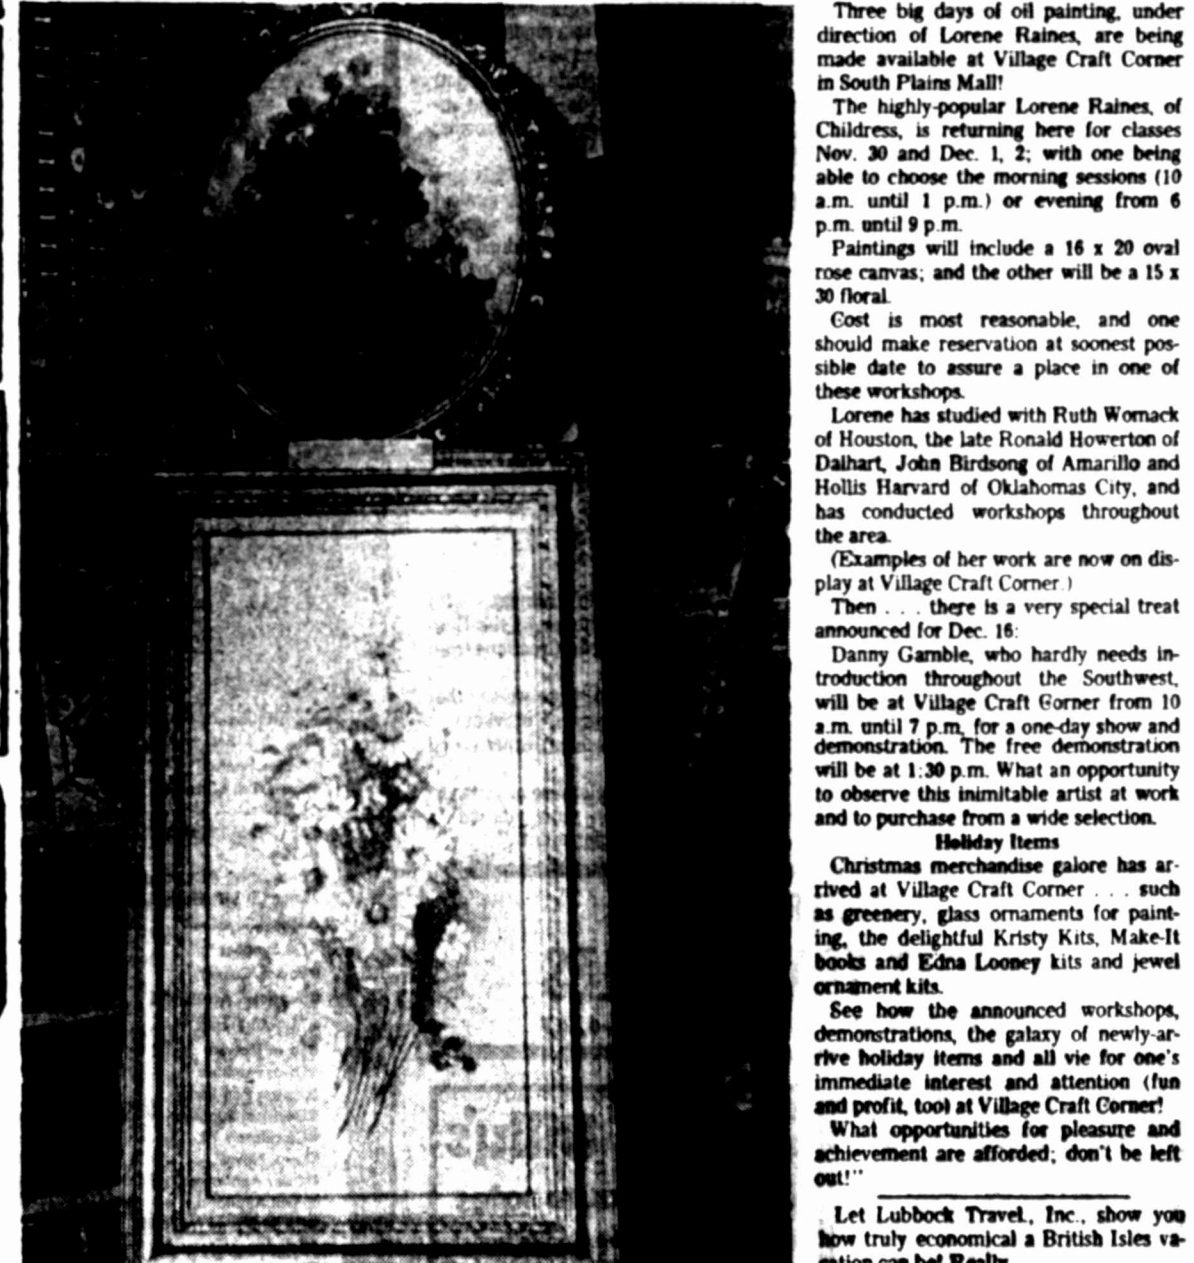 Three big days of oil painting, under
direction of Lorene Raines, are being
made available at Village Craft Corner
in South Plains Mall!
The highly-popular Lorene Raines, of
Childress, is returning here for classes
Nov. 30 and Dec. 1, 2; with one being
able to choose the morning sessions (10
a.m. until 1 p.m.) or evening from 6
p.m. until 9 p.m.
Paintings will include a 16 x 20 oval
rose canvas; and the other will be a 15 x
30 floral.
Cost is most reasonable, and one
should make reservation at soonest pos-
sible date to assure a place in one of
these workshops.
Lorene has studied with Ruth Womack
of Houston, the late Ronald Howerton of
Dalhart, John Birdsong of Amarillo and
Hollis Harvard of Oklahomas City, and
has conducted workshops throughout
the area.
(Examples of her work are now on dis-
play at Village Craft Corner.)
Then . . . there is a very special treat
announced for Dec. 16:
Danny Gamble, who hardly needs in-
troduction throughout the Southwest,
will be at Village Craft Corner from 10
a.m. until 7 p.m. for a one-day show and
demonstration. The free demonstration
will be at 1:30 p.m. What an opportunity
to observe this inimitable artist at work
and to purchase from a wide selection.
Holiday Items
Christmas merchandise galore has ar-
rived at Village Craft Corner . . . such
as greenery, glass ornaments for paint-
ing, the delightful Kristy Kits, Make-It
books and Edna Looney kits and jewel
ornament kits.
See how the announced workshops,
demonstrations, the galaxy of newly-ar-
rive holiday items and all vie for one's
immediate interest and attention (fun
and profit, too) at Village Craft Corner!
What opportunities for pleasure and
achievement are afforded; don't be left
out!"
Let Lubbock Travel, Inc., show you
how truly economical a British Isles va-
cation can be! Really